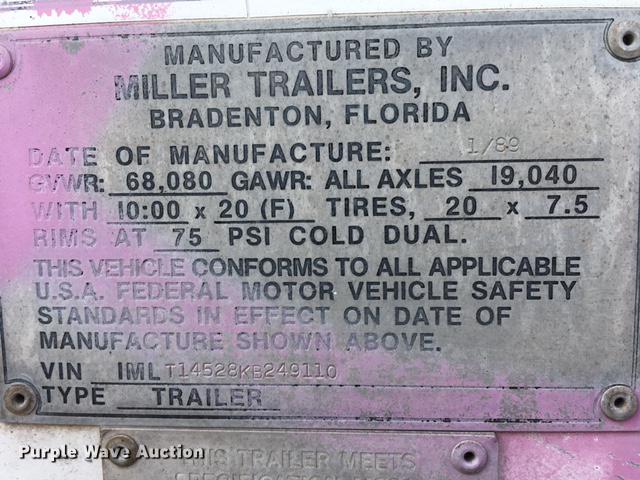 MANUFACTURED BY
MILLER TRAILERS, INC.
BRADENTON, FLORIDA
DATE OF MANUFACTURE: 1/89
GVWR: 68,080 GAWR: ALL AXLES 19,040
WITH 10:00 x 20 (F) TIRES, 20 x 7.5
RIMS AT 75 PSI COLD DUAL.
THIS VEHICLE CONFORMS TO ALL APPLICABLE
U.S.A. FEDERAL MOTOR VEHICLE SAFETY
STANDARDS IN EFFECT ON DATE OF
MANUFACTURE SHOWN ABOVE.
VIN IML T14528KB249110
TYPE TRAILER
Purple Wave Auction
THIS TRAILER MEETS